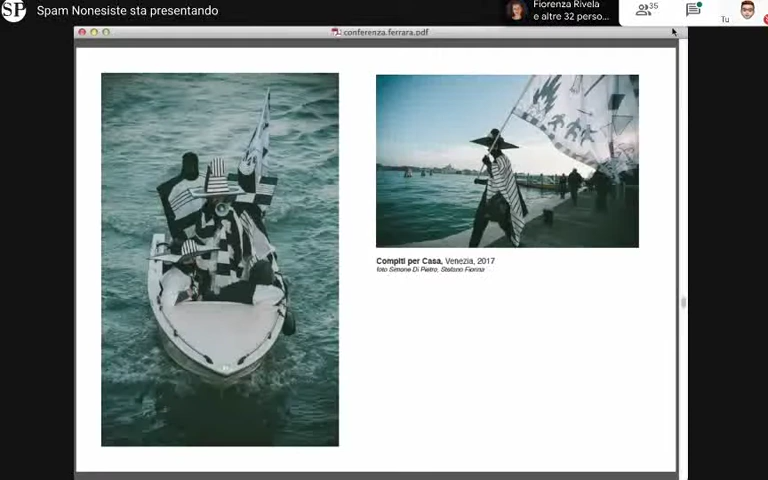 SP
Spam Nonesiste sta presentando
Fiorenza Rivela
e altre 32 perso...
35
Tu
conferenza.ferrara.pdf
Compiti per Casa, Venezia, 2017
foto Simone Di Pietro, Stefano Fiorina